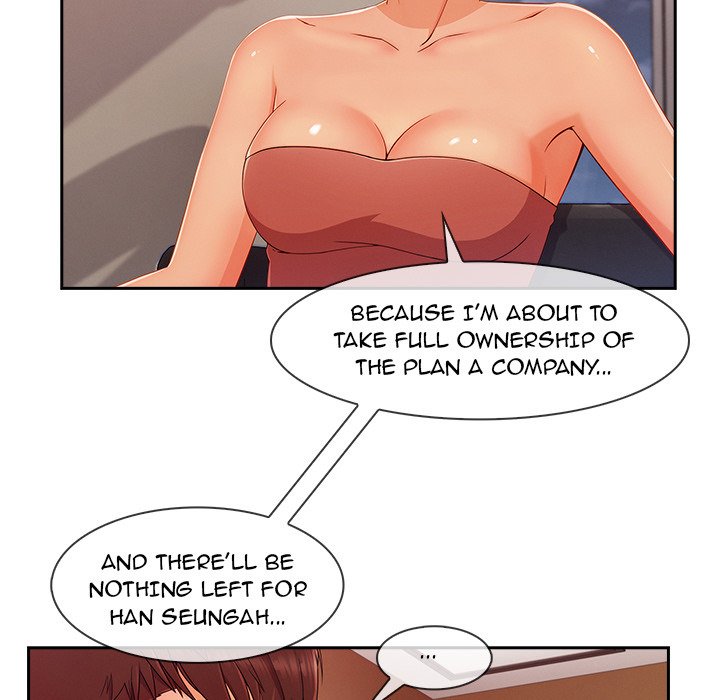 BECAUSE I'M ABOUT TO
TAKE FULL OWNERSHIP OF
THE PLAN A COMPANY...
AND THERE'LL BE
NOTHING LEFT FOR
HAN SEUNGAH...
...